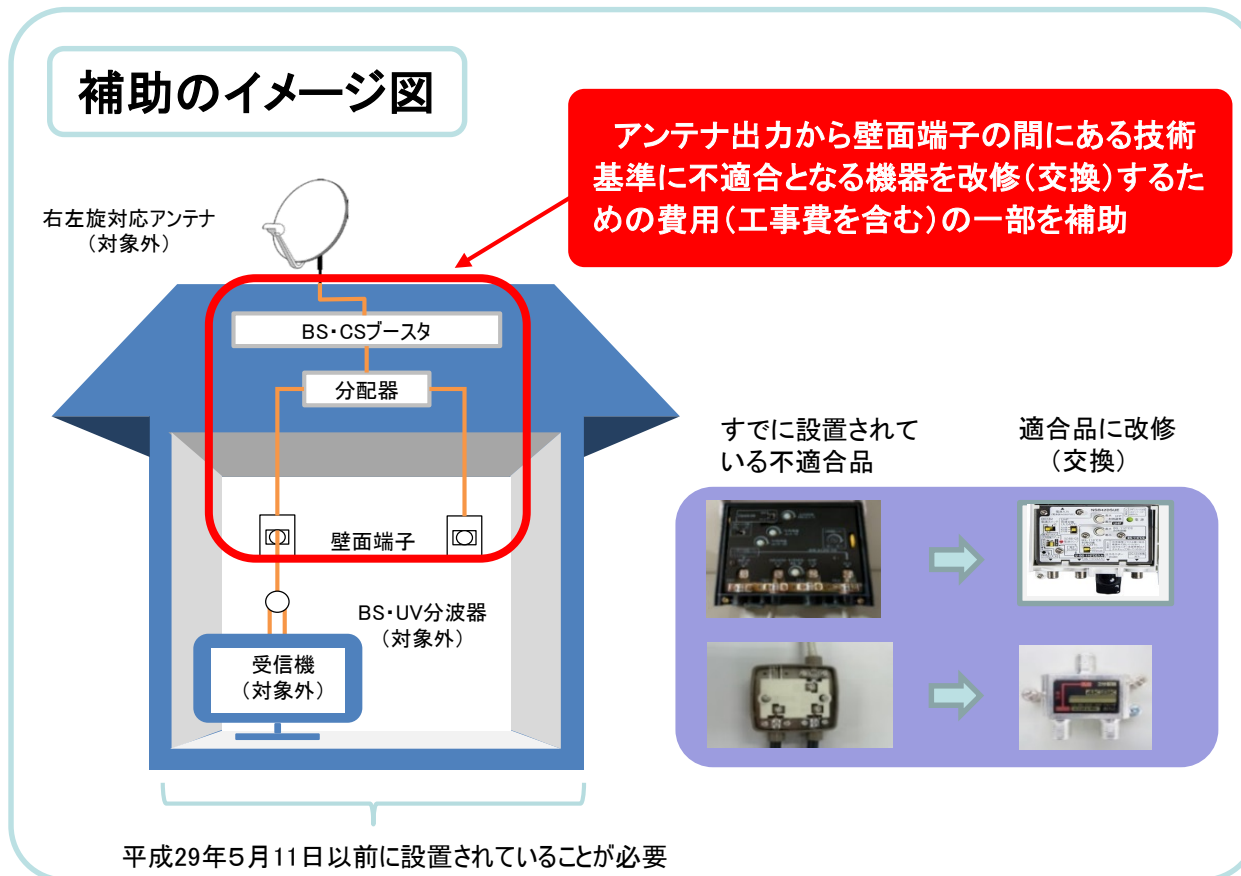 補助のイメージ図
アンテナ出力から壁面端子の間にある技術
基準に不適合となる機器を改修(交換)するた
めの費用(工事費を含む)の一部を補助
右左旋対応アンテナ
(対象外)
BS・CSブースタ
分配器
壁面端子
BS・UV分波器
(対象外)
受信機
(対象外)
すでに設置されて
いる不適合品
適合品に改修
(交換)
平成29年5月11日以前に設置されていることが必要